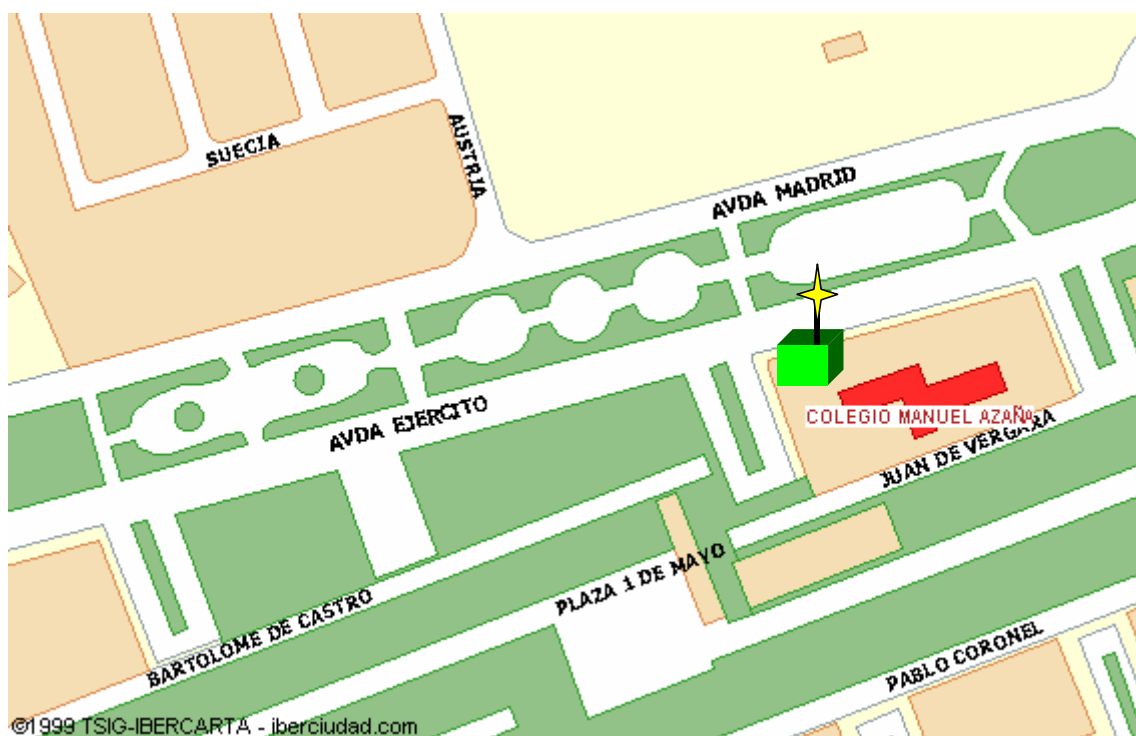 SUECIA
AUSTRIA
AVDA MADRID
AVDA EJERCITO
COLEGIO MANUEL AZAÑA
JUAN DE VERGARA
PLAZA 1 DE MAYO
BARTOLOME DE CASTRO
PABLO CORONEL
©1999 TSIG-IBERCARTA - iberciudad.com